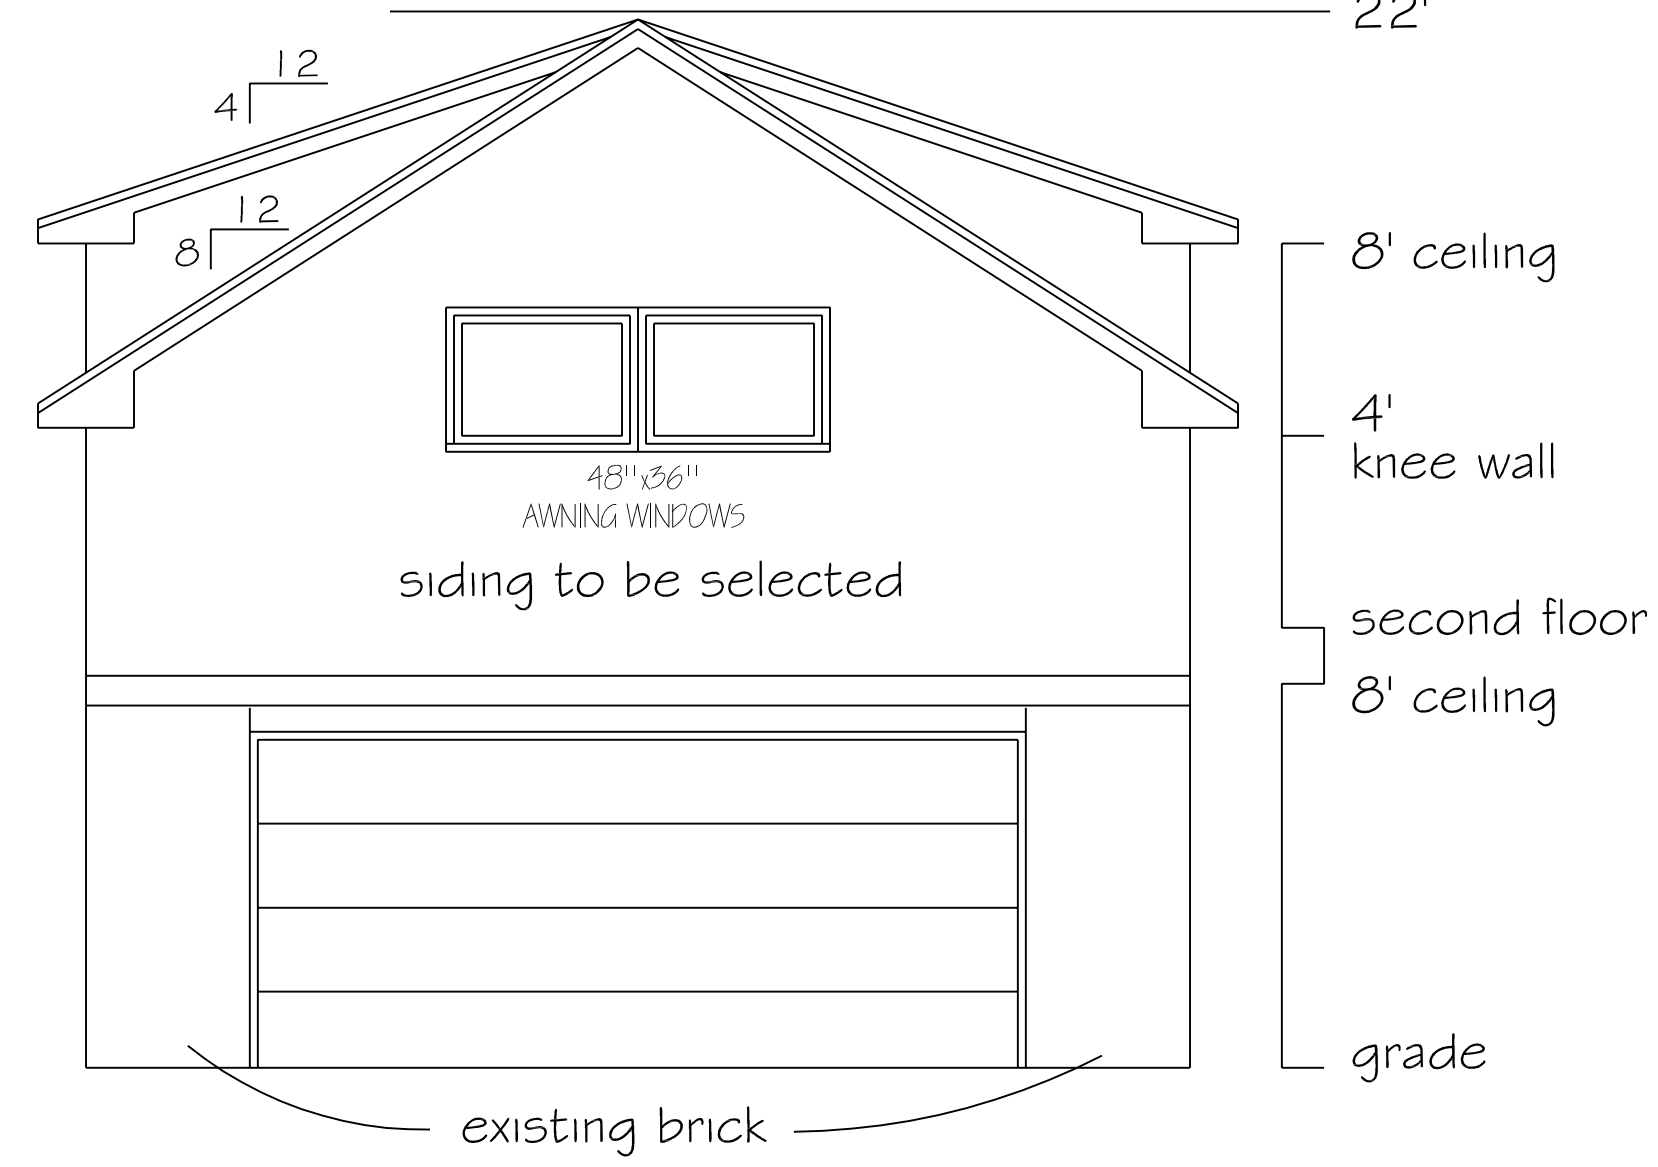 22'
12
4
12
8
8' ceiling
4'
knee wall
48"x36"
AWNING WINDOWS
siding to be selected
second floor
8' ceiling
grade
existing brick